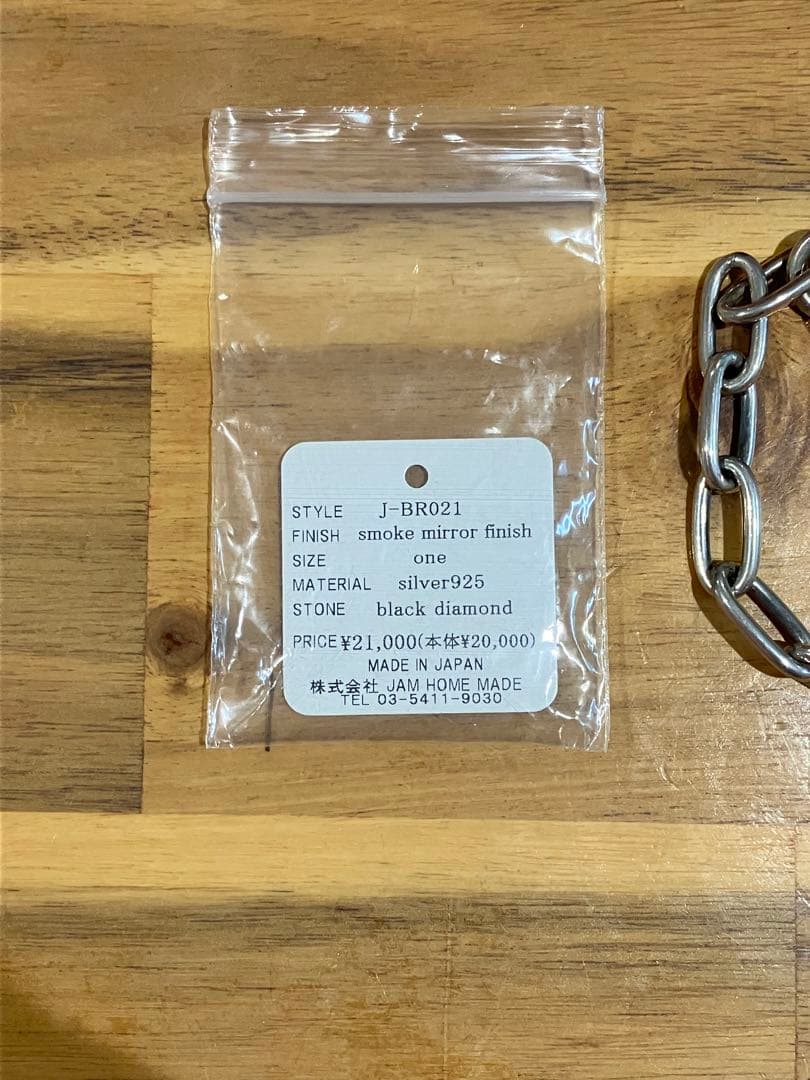 STYLE J-BR021
FINISH smoke mirror finish
SIZE one
MATERIAL silver925
STONE black diamond
PRICE ¥21,000(本体¥20,000)
MADE IN JAPAN
株式会社 JAM HOME MADE
TEL 03-5411-9030